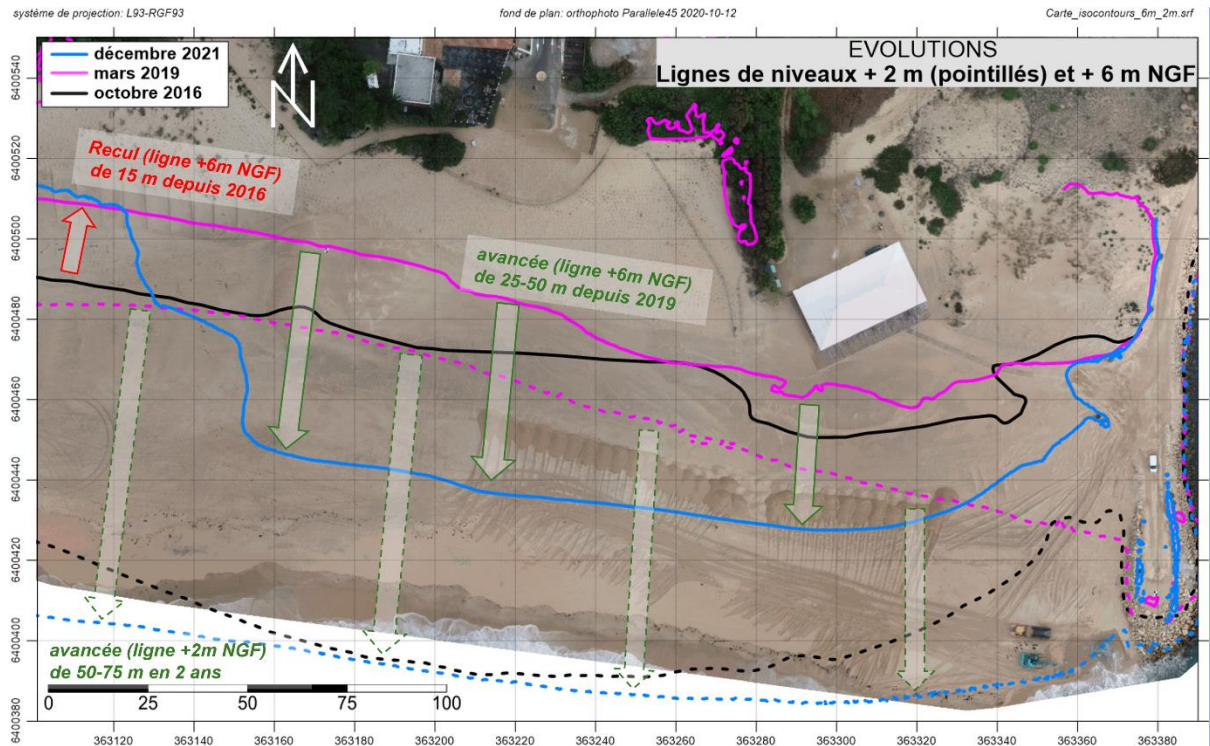 système de projection: L93-RGF93
fond de plan: orthophoto Parallele45 2020-10-12
Carte_isocontours_6m_2m.srf
décembre 2021
mars 2019
octobre 2016
N
EVOLUTIONS
Lignes de niveaux + 2 m (pointillés) et + 6 m NGF
Recul (ligne +6m NGF)
de 15 m depuis 2016
avancée (ligne +6m NGF)
de 25-50 m depuis 2019
avancée (ligne +2m NGF)
de 50-75 m en 2 ans
0 25 50 75 100
6400540
6400520
6400500
6400480
6400460
6400440
6400420
6400400
6400380
363120 363140 363160 363180 363200 363220 363240 363260 363280 363300 363320 363340 363360 363380